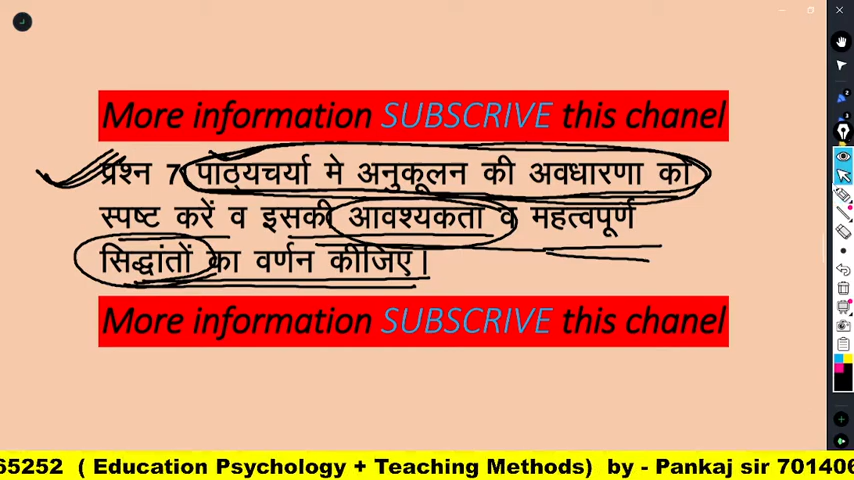 More information SUBSCRIVE this chanel
प्रश्न 7 पाठ्यचर्या मे अनुकूलन की अवधारणा को
स्पष्ट करें व इसकी आवश्यकता व महत्वपूर्ण
सिद्धांतों का वर्णन कीजिए।
More information SUBSCRIVE this chanel
65252 ( Education Psychology + Teaching Methods) by - Pankaj sir 701406